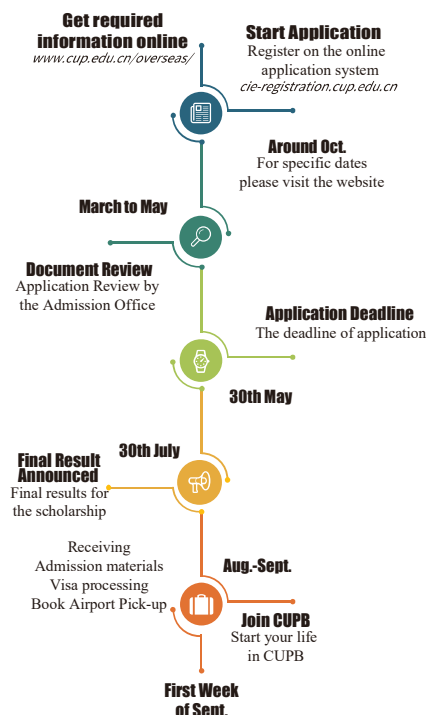 Get required
information online
www.cup.edu.cn/overseas/
Start Application
Register on the online
application system
cie-registration.cup.edu.cn
Around Oct.
For specific dates
please visit the website
March to May
Document Review
Application Review by
the Admission Office
Application Deadline
The deadline of application
30th May
30th July
Final Result
Announced
Final results for
the scholarship
Receiving
Admission materials
Visa processing
Book Airport Pick-up
Aug.-Sept.
Join CUPB
Start your life
in CUPB
First Week
of Sept.